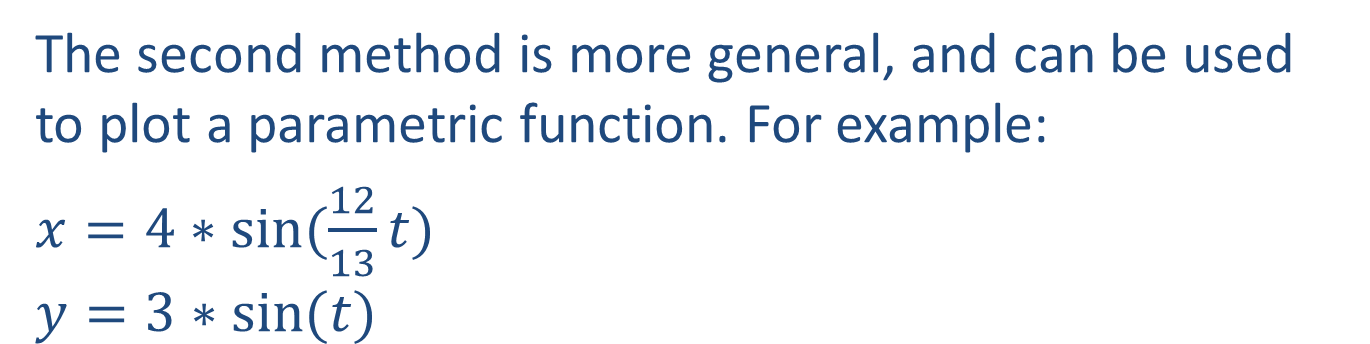 The second method is more general, and can be used
to plot a parametric function. For example:
x = 4 * sin(12/13 t)
y = 3 * sin(t)